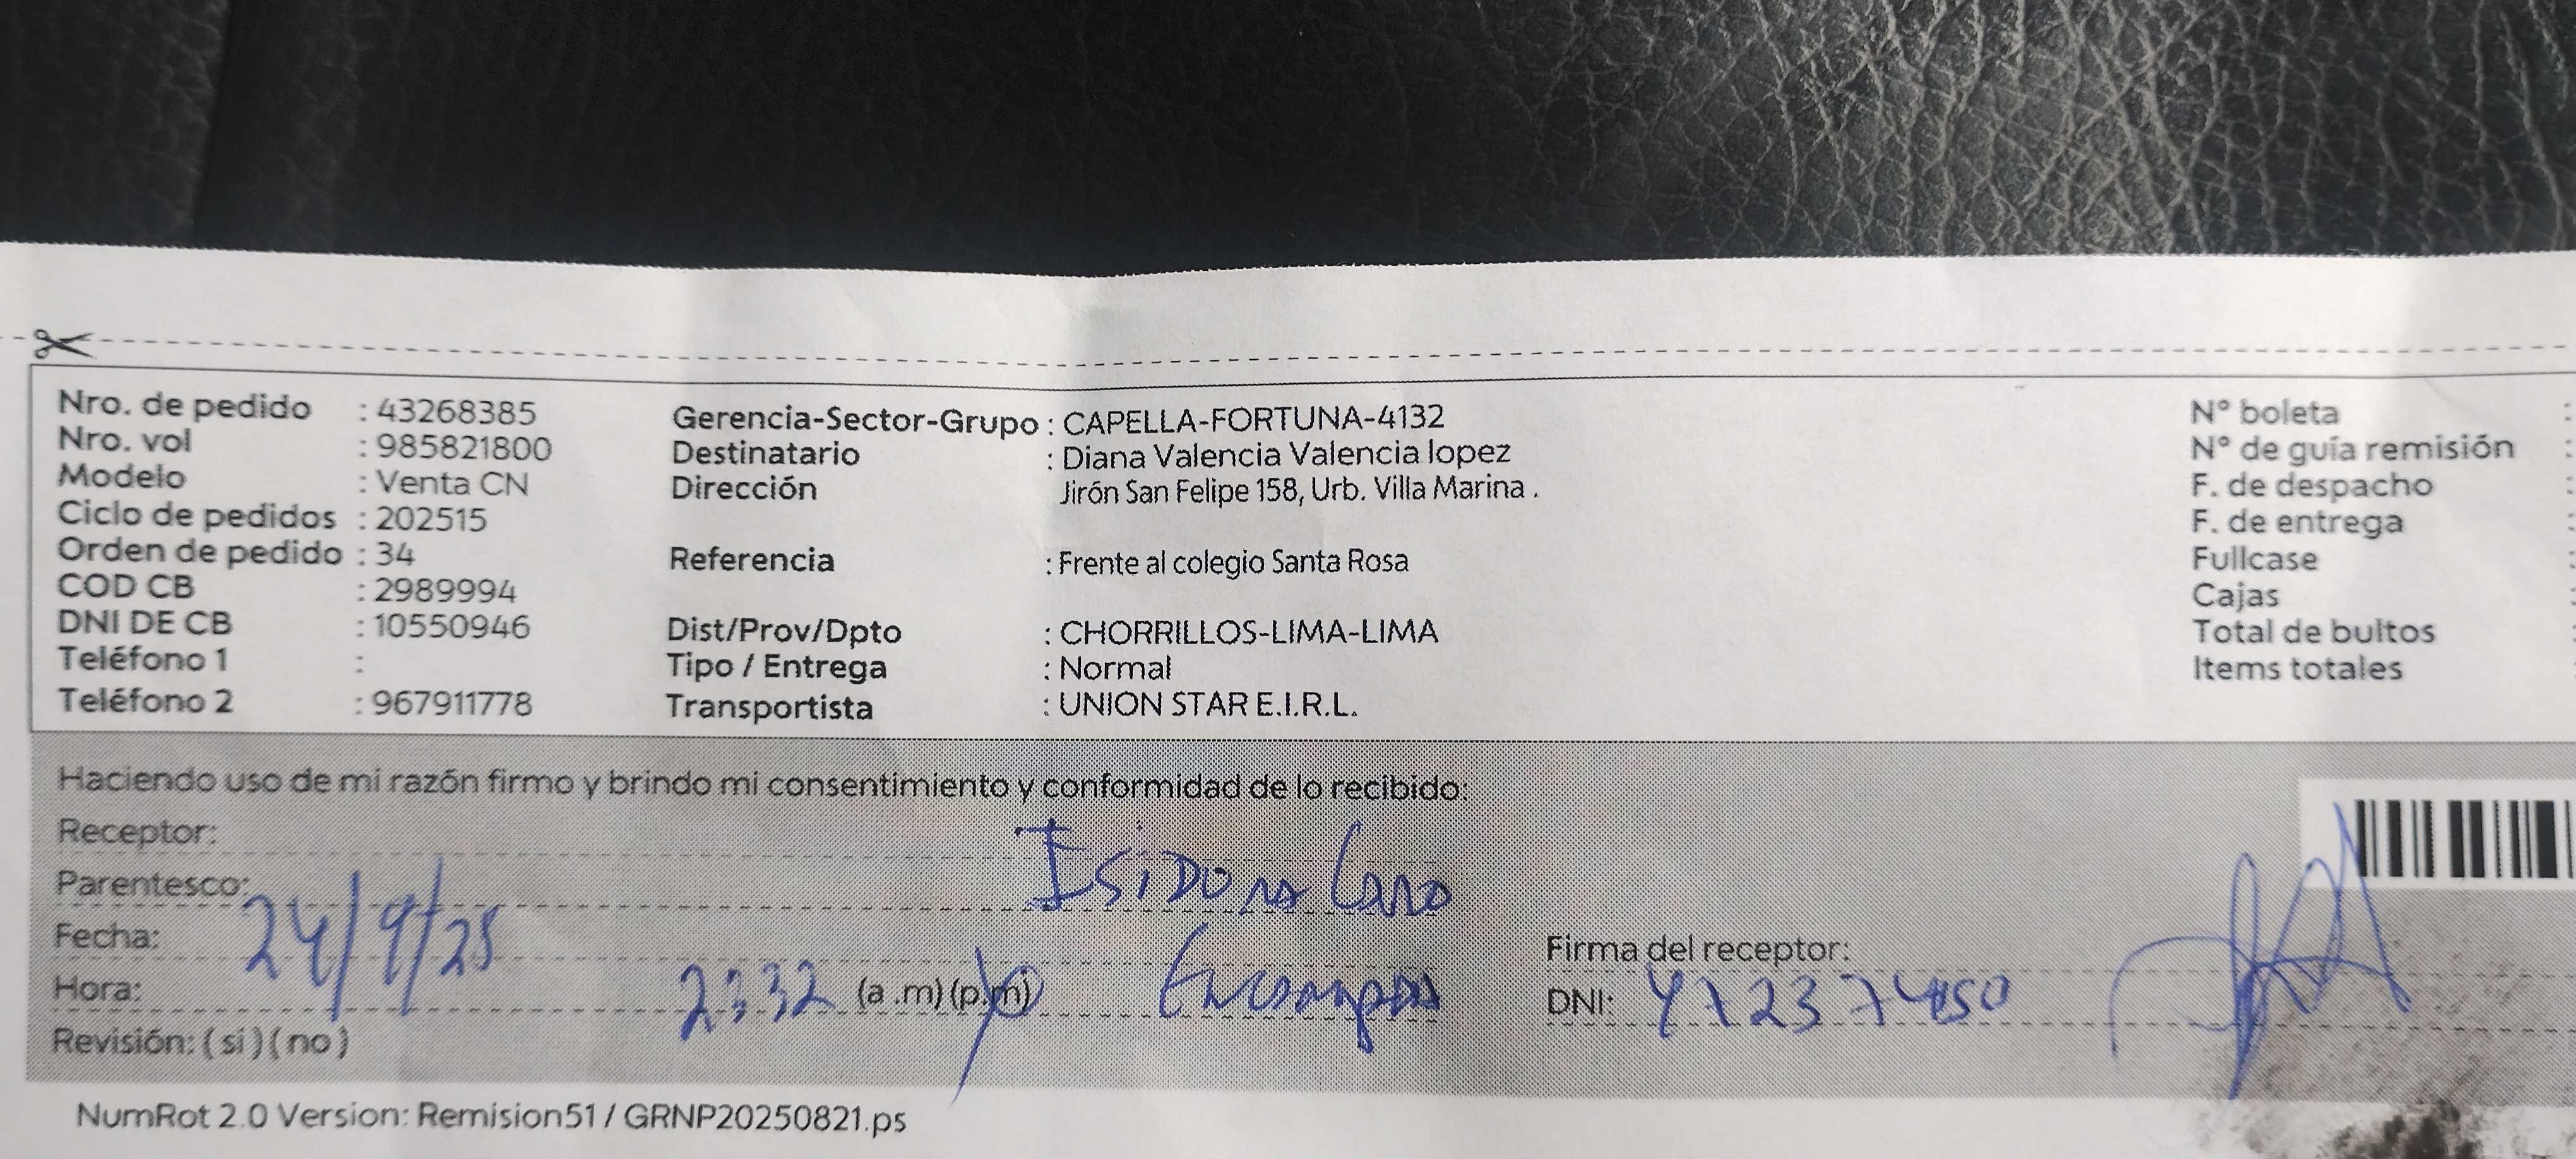 Nro. de pedido : 43268385
Nro. vol : 985821800
Modelo : Venta CN
Ciclo de pedidos : 202515
Orden de pedido : 34
COD CB : 2989994
DNI DE CB : 10550946
Teléfono 1 :
Teléfono 2 : 967911778
Gerencia-Sector-Grupo : CAPELLA-FORTUNA-4132
Destinatario : Diana Valencia Valencia lopez
Dirección Jirón San Felipe 158, Urb. Villa Marina .
Referencia : Frente al colegio Santa Rosa
Dist/Prov/Dpto : CHORRILLOS-LIMA-LIMA
Tipo / Entrega : Normal
Transportista : UNION STAR E.I.R.L.
N° boleta :
N° de guía remisión :
F. de despacho :
F. de entrega :
Fullcase :
Cajas :
Total de bultos :
Items totales :
Haciendo uso de mi razón firmo y brindo mi consentimiento y conformidad de lo recibido:
Receptor:
Parentesco: Isidora
Fecha: 24/9/25
Firma del receptor:
Hora: 2:32 (a .m) (p.m)
DNI:
Revisión: ( si ) ( no )
NumRot 2.0 Version: Remision51 / GRNP20250821.ps